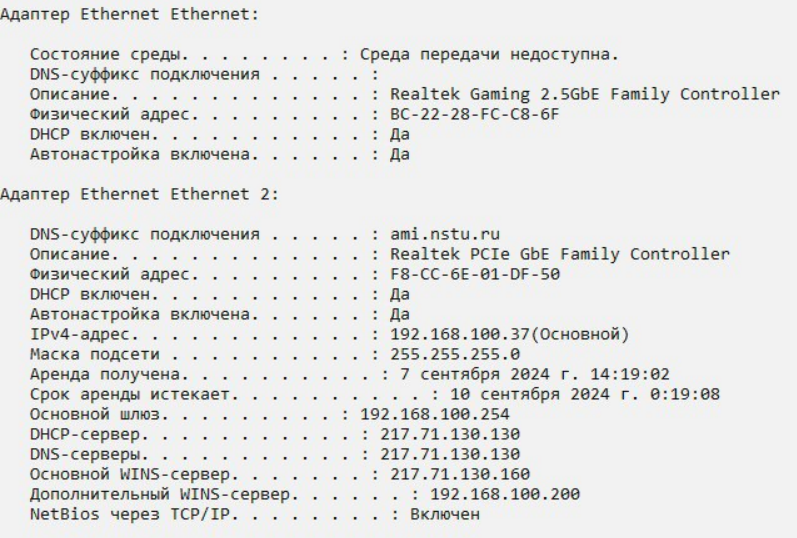 Адаптер Ethernet Ethernet:
Состояние среды. . . . . . . . : Среда передачи недоступна.
DNS-суффикс подключения . . . . . :
Описание. . . . . . . . . . . . . : Realtek Gaming 2.5GbE Family Controller
Физический адрес. . . . . . . . . : BC-22-28-FC-C8-6F
DHCP включен. . . . . . . . . . . : Да
Автонастройка включена. . . . . . : Да
Адаптер Ethernet Ethernet 2:
DNS-суффикс подключения . . . . . : ami.nstu.ru
Описание. . . . . . . . . . . . . : Realtek PCIe GbE Family Controller
Физический адрес. . . . . . . . . : F8-CC-6E-01-DF-50
DHCP включен. . . . . . . . . . . : Да
Автонастройка включена. . . . . . : Да
IPv4-адрес. . . . . . . . . . . . : 192.168.100.37(Основной)
Маска подсети . . . . . . . . . . : 255.255.255.0
Аренда получена. . . . . . . . . . : 7 сентября 2024 г. 14:19:02
Срок аренды истекает. . . . . . . . . . : 10 сентября 2024 г. 0:19:08
Основной шлюз. . . . . . . . . : 192.168.100.254
DHCP-сервер. . . . . . . . . . . : 217.71.130.130
DNS-серверы. . . . . . . . . . . : 217.71.130.130
Основной WINS-сервер. . . . . . . : 217.71.130.160
Дополнительный WINS-сервер. . . . . . : 192.168.100.200
NetBios через TCP/IP. . . . . . . . : Включен